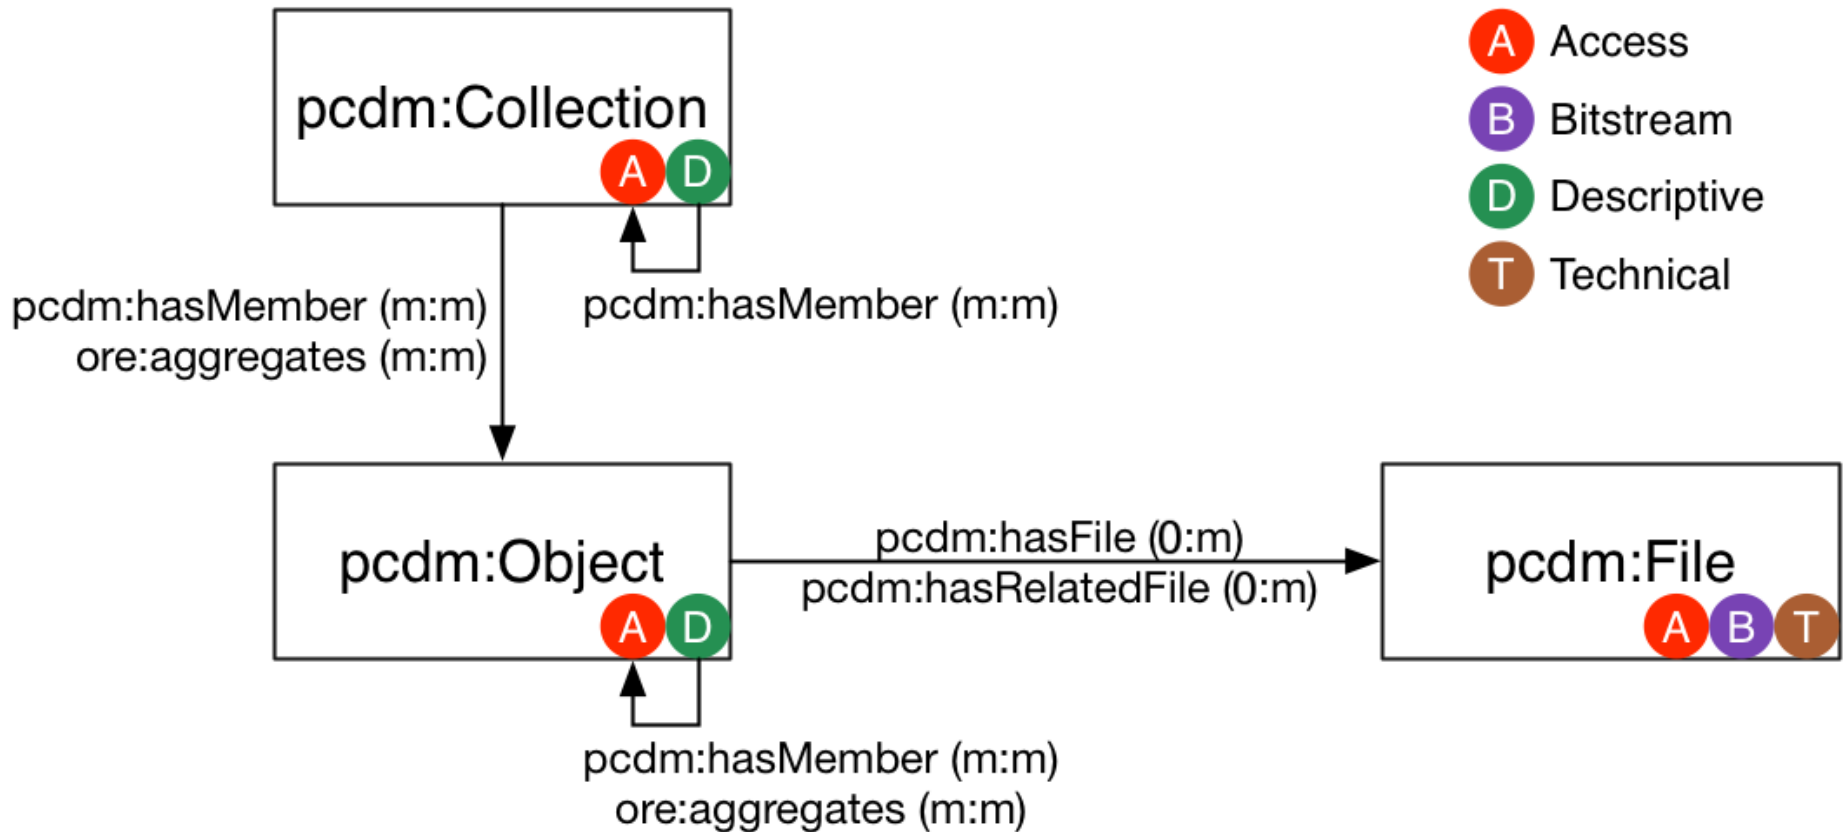 pcdm:Collection
A D
pcdm:hasMember (m:m)
ore:aggregates (m:m)
pcdm:hasMember (m:m)
A Access
B Bitstream
D Descriptive
T Technical
pcdm:Object
A D
pcdm:hasFile (0:m)
pcdm:hasRelatedFile (0:m)
pcdm:File
A B T
pcdm:hasMember (m:m)
ore:aggregates (m:m)